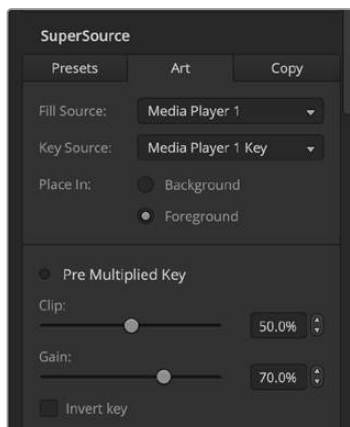 SuperSource
Presets Art Copy
Fill Source: Media Player 1
Key Source: Media Player 1 Key
Place In: Background
Foreground
Pre Multiplied Key
Clip:
50.0%
Gain:
70.0%
Invert key